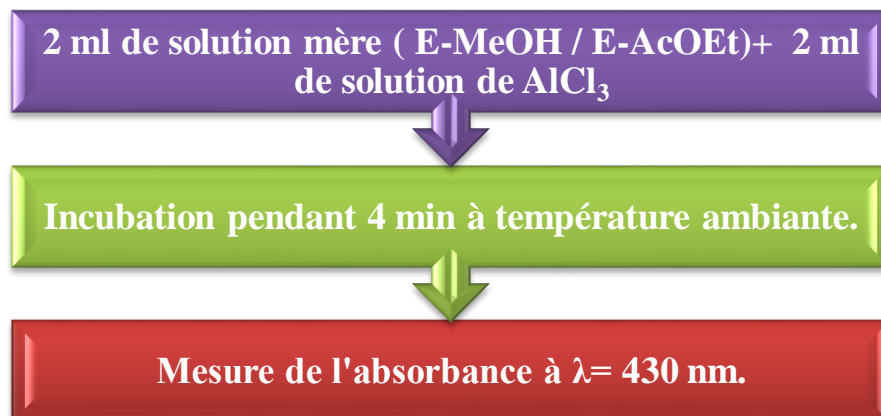 2 ml de solution mère ( E-MeOH / E-AcOEt)+ 2 ml
de solution de AlCl₃
Incubation pendant 4 min à température ambiante.
Mesure de l'absorbance à λ= 430 nm.